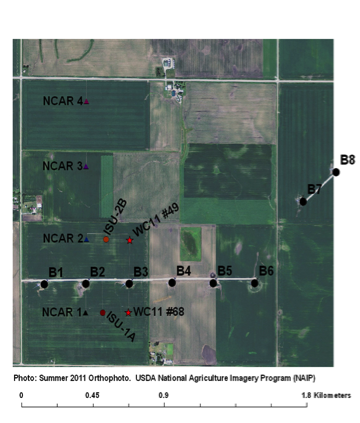 NCAR 4
NCAR 3
B8
B7
ISU-2B
WC11 #49
NCAR 2
B1 B2 B3 B4 B5 B6
NCAR 1
ISU-1A
WC11 #68
Photo: Summer 2011 Orthophoto. USDA National Agriculture Imagery Program (NAIP)
0 0.45 0.9 1.8 Kilometers